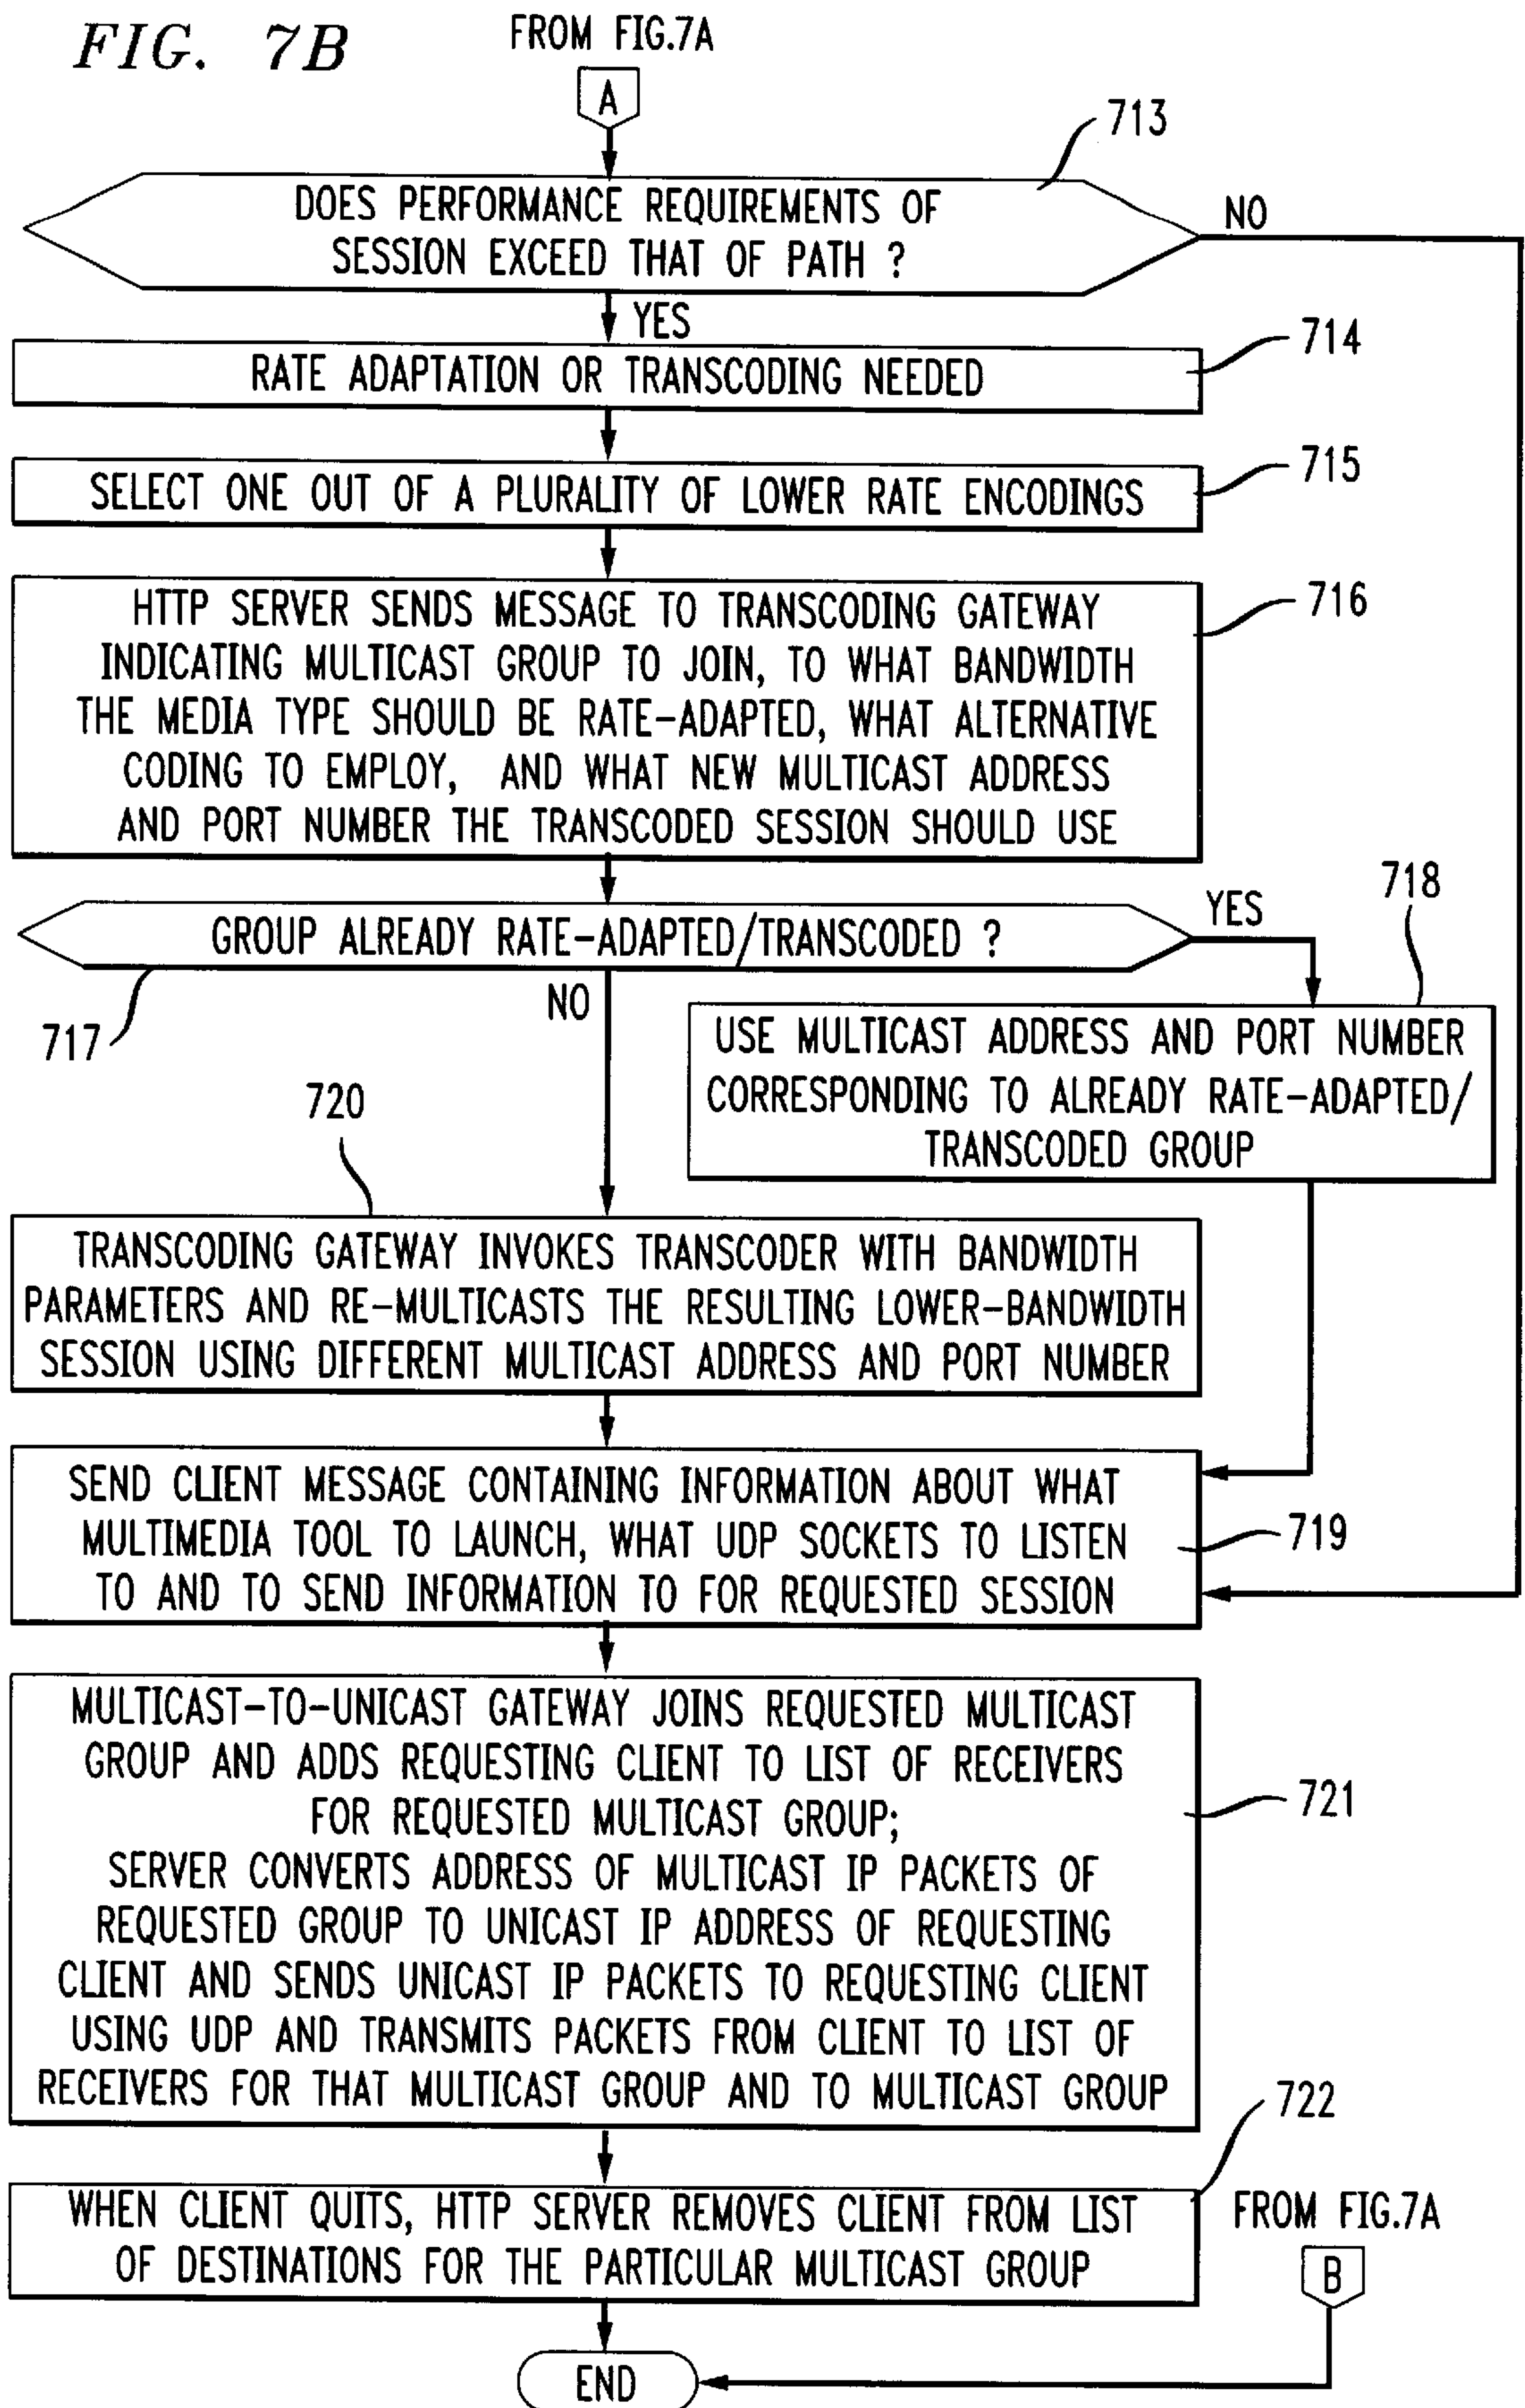 FIG. 7B
FROM FIG.7A
A
713
DOES PERFORMANCE REQUIREMENTS OF
SESSION EXCEED THAT OF PATH ?
NO
YES
714
RATE ADAPTATION OR TRANSCODING NEEDED
715
SELECT ONE OUT OF A PLURALITY OF LOWER RATE ENCODINGS
716
HTTP SERVER SENDS MESSAGE TO TRANSCODING GATEWAY
INDICATING MULTICAST GROUP TO JOIN, TO WHAT BANDWIDTH
THE MEDIA TYPE SHOULD BE RATE-ADAPTED, WHAT ALTERNATIVE
CODING TO EMPLOY, AND WHAT NEW MULTICAST ADDRESS
AND PORT NUMBER THE TRANSCODED SESSION SHOULD USE
718
YES
GROUP ALREADY RATE-ADAPTED/TRANSCODED ?
NO
717
USE MULTICAST ADDRESS AND PORT NUMBER
CORRESPONDING TO ALREADY RATE-ADAPTED/
TRANSCODED GROUP
720
TRANSCODING GATEWAY INVOKES TRANSCODER WITH BANDWIDTH
PARAMETERS AND RE-MULTICASTS THE RESULTING LOWER-BANDWIDTH
SESSION USING DIFFERENT MULTICAST ADDRESS AND PORT NUMBER
SEND CLIENT MESSAGE CONTAINING INFORMATION ABOUT WHAT
MULTIMEDIA TOOL TO LAUNCH, WHAT UDP SOCKETS TO LISTEN
TO AND TO SEND INFORMATION TO FOR REQUESTED SESSION
719
MULTICAST-TO-UNICAST GATEWAY JOINS REQUESTED MULTICAST
GROUP AND ADDS REQUESTING CLIENT TO LIST OF RECEIVERS
FOR REQUESTED MULTICAST GROUP;
SERVER CONVERTS ADDRESS OF MULTICAST IP PACKETS OF
REQUESTED GROUP TO UNICAST IP ADDRESS OF REQUESTING
CLIENT AND SENDS UNICAST IP PACKETS TO REQUESTING CLIENT
USING UDP AND TRANSMITS PACKETS FROM CLIENT TO LIST OF
RECEIVERS FOR THAT MULTICAST GROUP AND TO MULTICAST GROUP
721
722
WHEN CLIENT QUITS, HTTP SERVER REMOVES CLIENT FROM LIST
OF DESTINATIONS FOR THE PARTICULAR MULTICAST GROUP
FROM FIG.7A
B
END